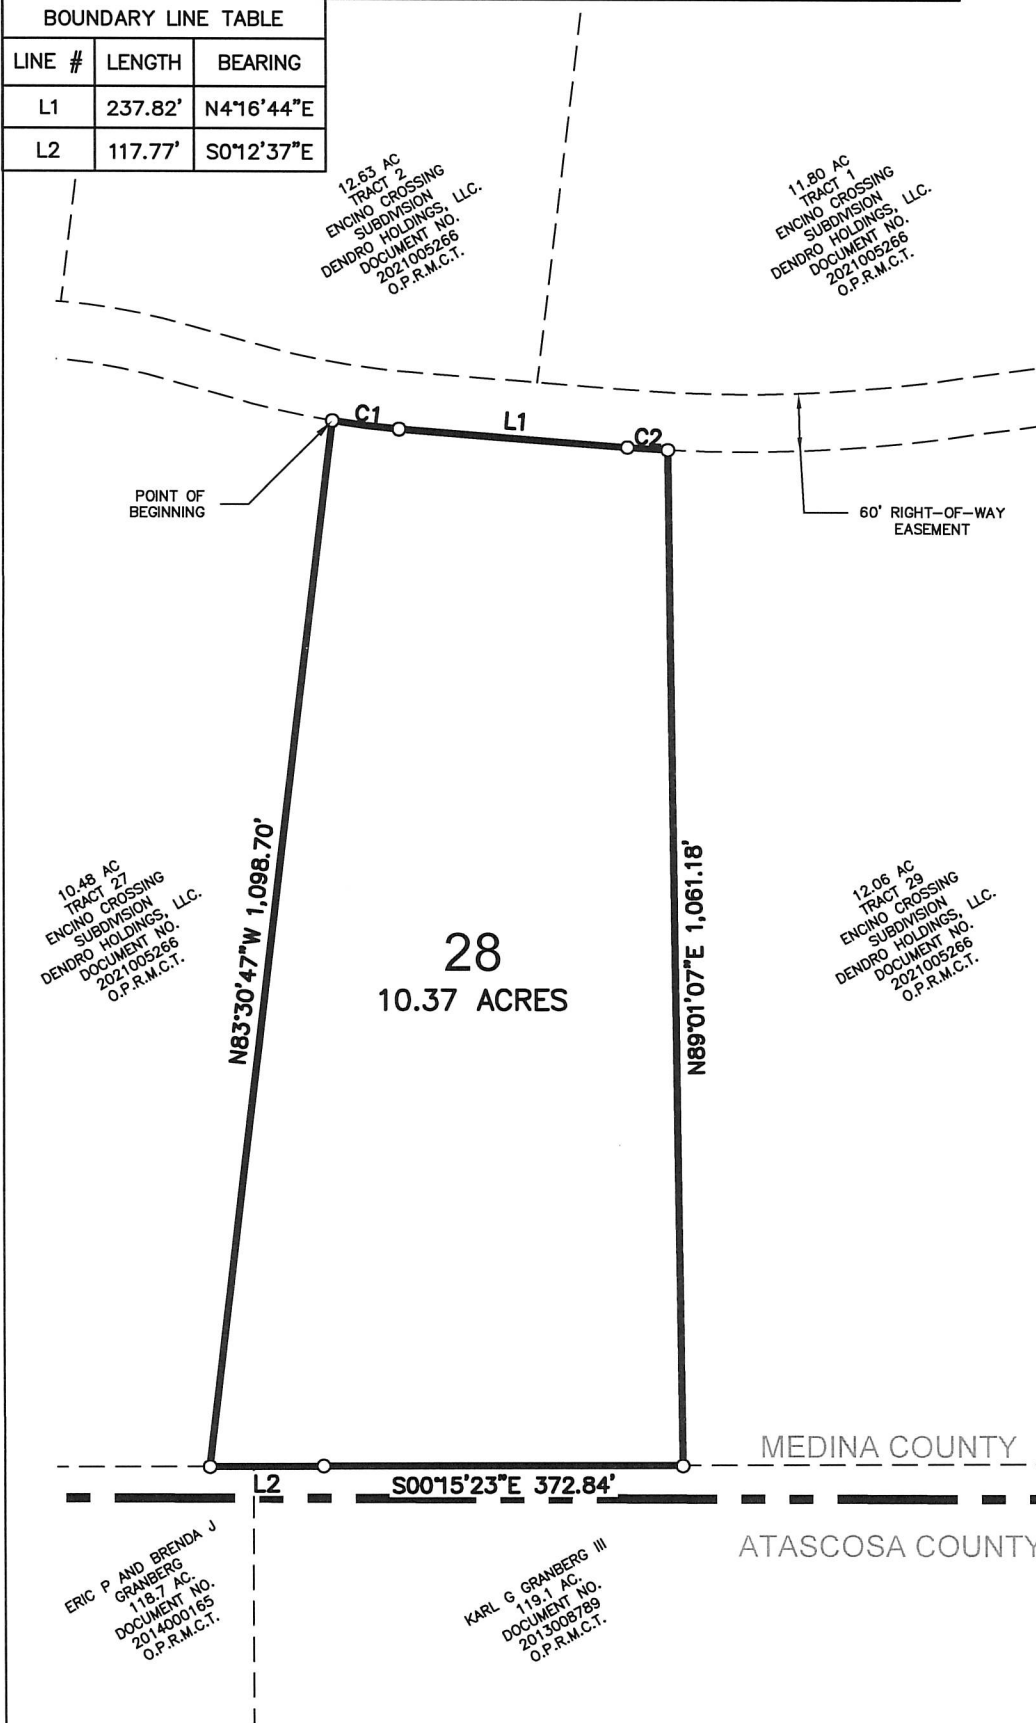 BOUNDARY LINE TABLE
LINE # LENGTH BEARING
L1 237.82' N4°16'44"E
L2 117.77' S0°12'37"E
12.63 AC
TRACT 2
ENCINO CROSSING
SUBDIVISION
DENDRO HOLDINGS, LLC.
DOCUMENT NO.
2021005266
O.P.R.M.C.T.
11.80 AC
TRACT 1
ENCINO CROSSING
SUBDIVISION
DENDRO HOLDINGS, LLC.
DOCUMENT NO.
2021005266
O.P.R.M.C.T.
C1
L1
C2
POINT OF
BEGINNING
60' RIGHT-OF-WAY
EASEMENT
N83°30'47"W 1,098.70'
N89°01'07"E 1,061.18'
10.48 AC
TRACT 27
ENCINO CROSSING
SUBDIVISION
DENDRO HOLDINGS, LLC.
DOCUMENT NO.
2021005266
O.P.R.M.C.T.
28
10.37 ACRES
12.06 AC
TRACT 29
ENCINO CROSSING
SUBDIVISION
DENDRO HOLDINGS, LLC.
DOCUMENT NO.
2021005266
O.P.R.M.C.T.
MEDINA COUNTY
L2
S00°15'23"E 372.84'
ATASCOSA COUNTY
ERIC P AND BRENDA J
GRANBERG
118.7 AC.
DOCUMENT NO.
2014000165
O.P.R.M.C.T.
KARL G GRANBERG III
119.1 AC.
DOCUMENT NO.
2013008789
O.P.R.M.C.T.